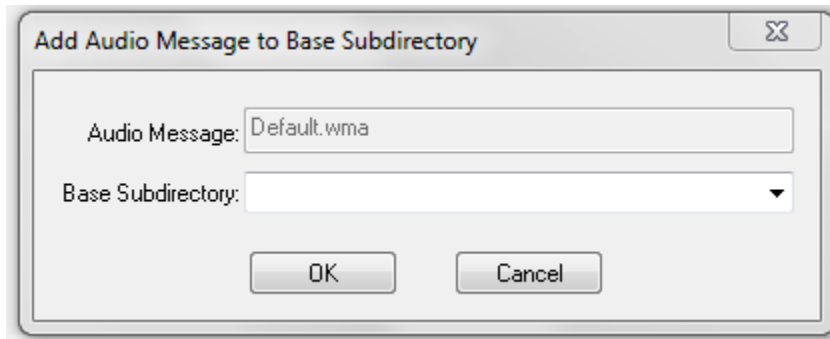 Add Audio Message to Base Subdirectory
Audio Message: Default.wma
Base Subdirectory:
OK Cancel